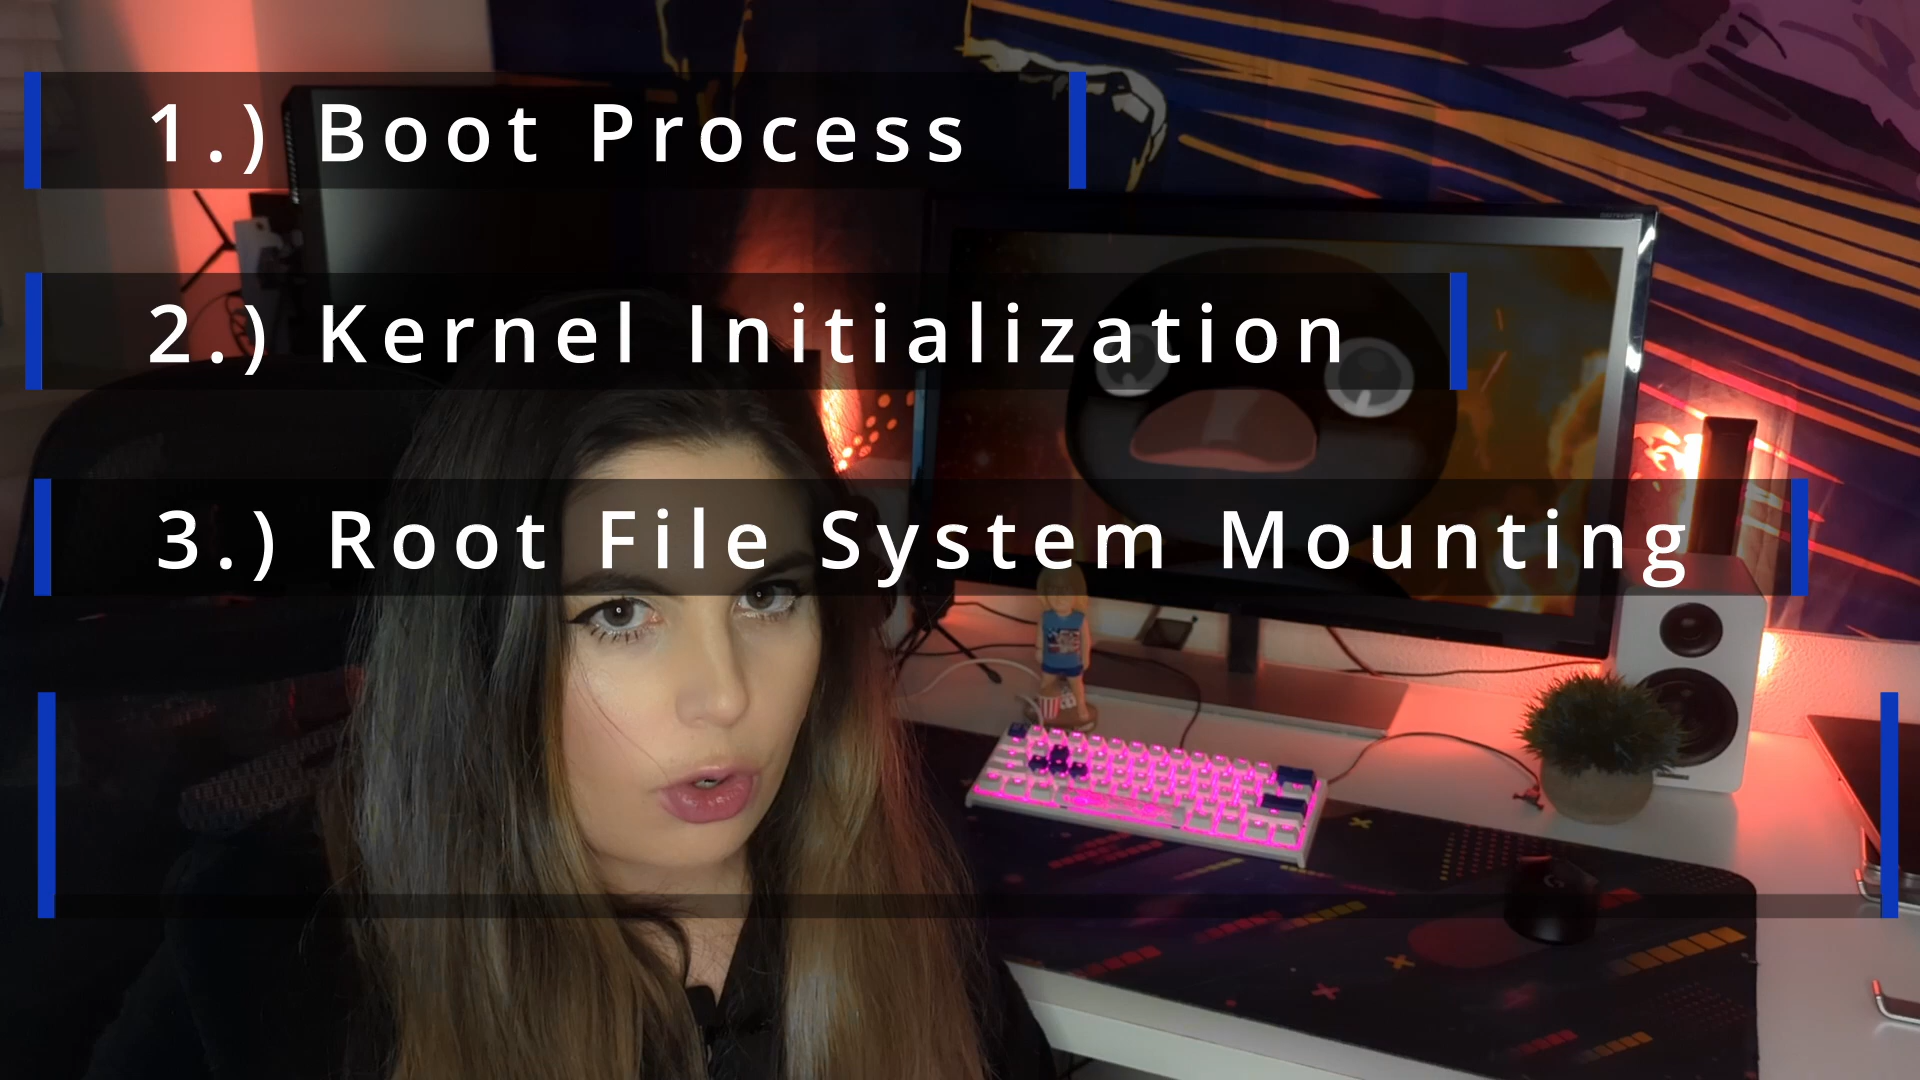 1.) Boot Process
2.) Kernel Initialization
3.) Root File System Mounting